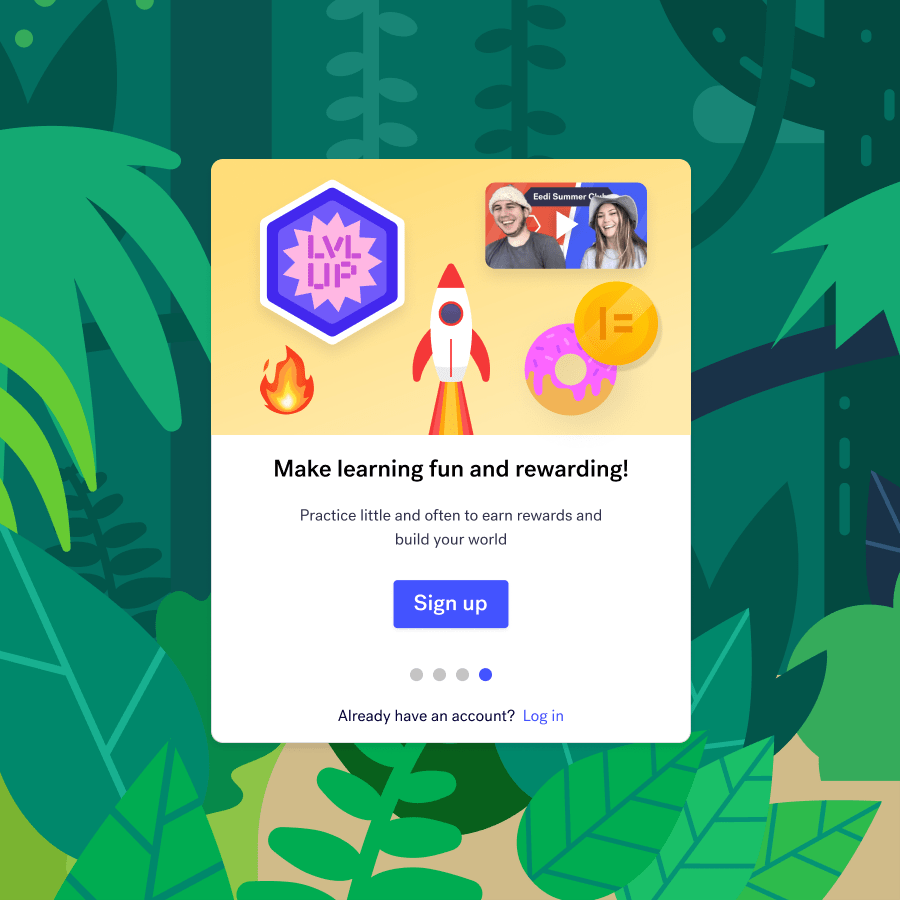 Eedi Summer Club
LVL
UP
Make learning fun and rewarding!
Practice little and often to earn rewards and
build your world
Sign up
Already have an account? Log in